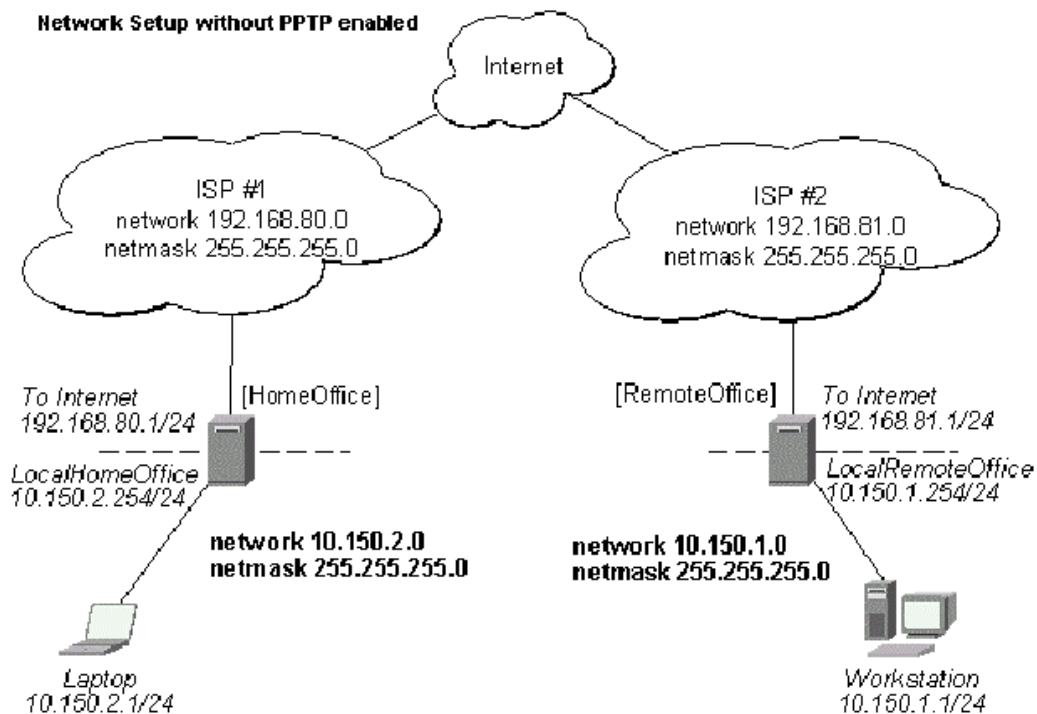 Network Setup without PPTP enabled
Internet
ISP #1
network 192.168.80.0
netmask 255.255.255.0
ISP #2
network 192.168.81.0
netmask 255.255.255.0
To Internet
192.168.80.1/24
[HomeOffice]
LocalHomeOffice
10.150.2.254/24
[RemoteOffice]
To Internet
192.168.81.1/24
LocalRemoteOffice
10.150.1.254/24
network 10.150.2.0
netmask 255.255.255.0
network 10.150.1.0
netmask 255.255.255.0
Laptop
10.150.2.1/24
Workstation
10.150.1.1/24